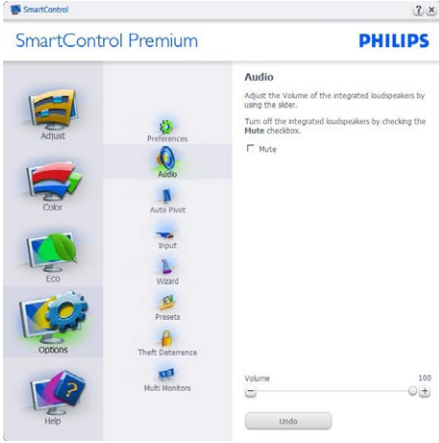 SmartControl
SmartControl Premium
PHILIPS
Adjust
Color
Eco
Options
Help
Preferences
Audio
Auto Pivot
Input
Wizard
Presets
Theft Deterrence
Multi Monitors
Audio
Adjust the Volume of the integrated loudspeakers by
using the slider.
Turn off the integrated loudspeakers by checking the
Mute checkbox.
Mute
Volume 100
Undo